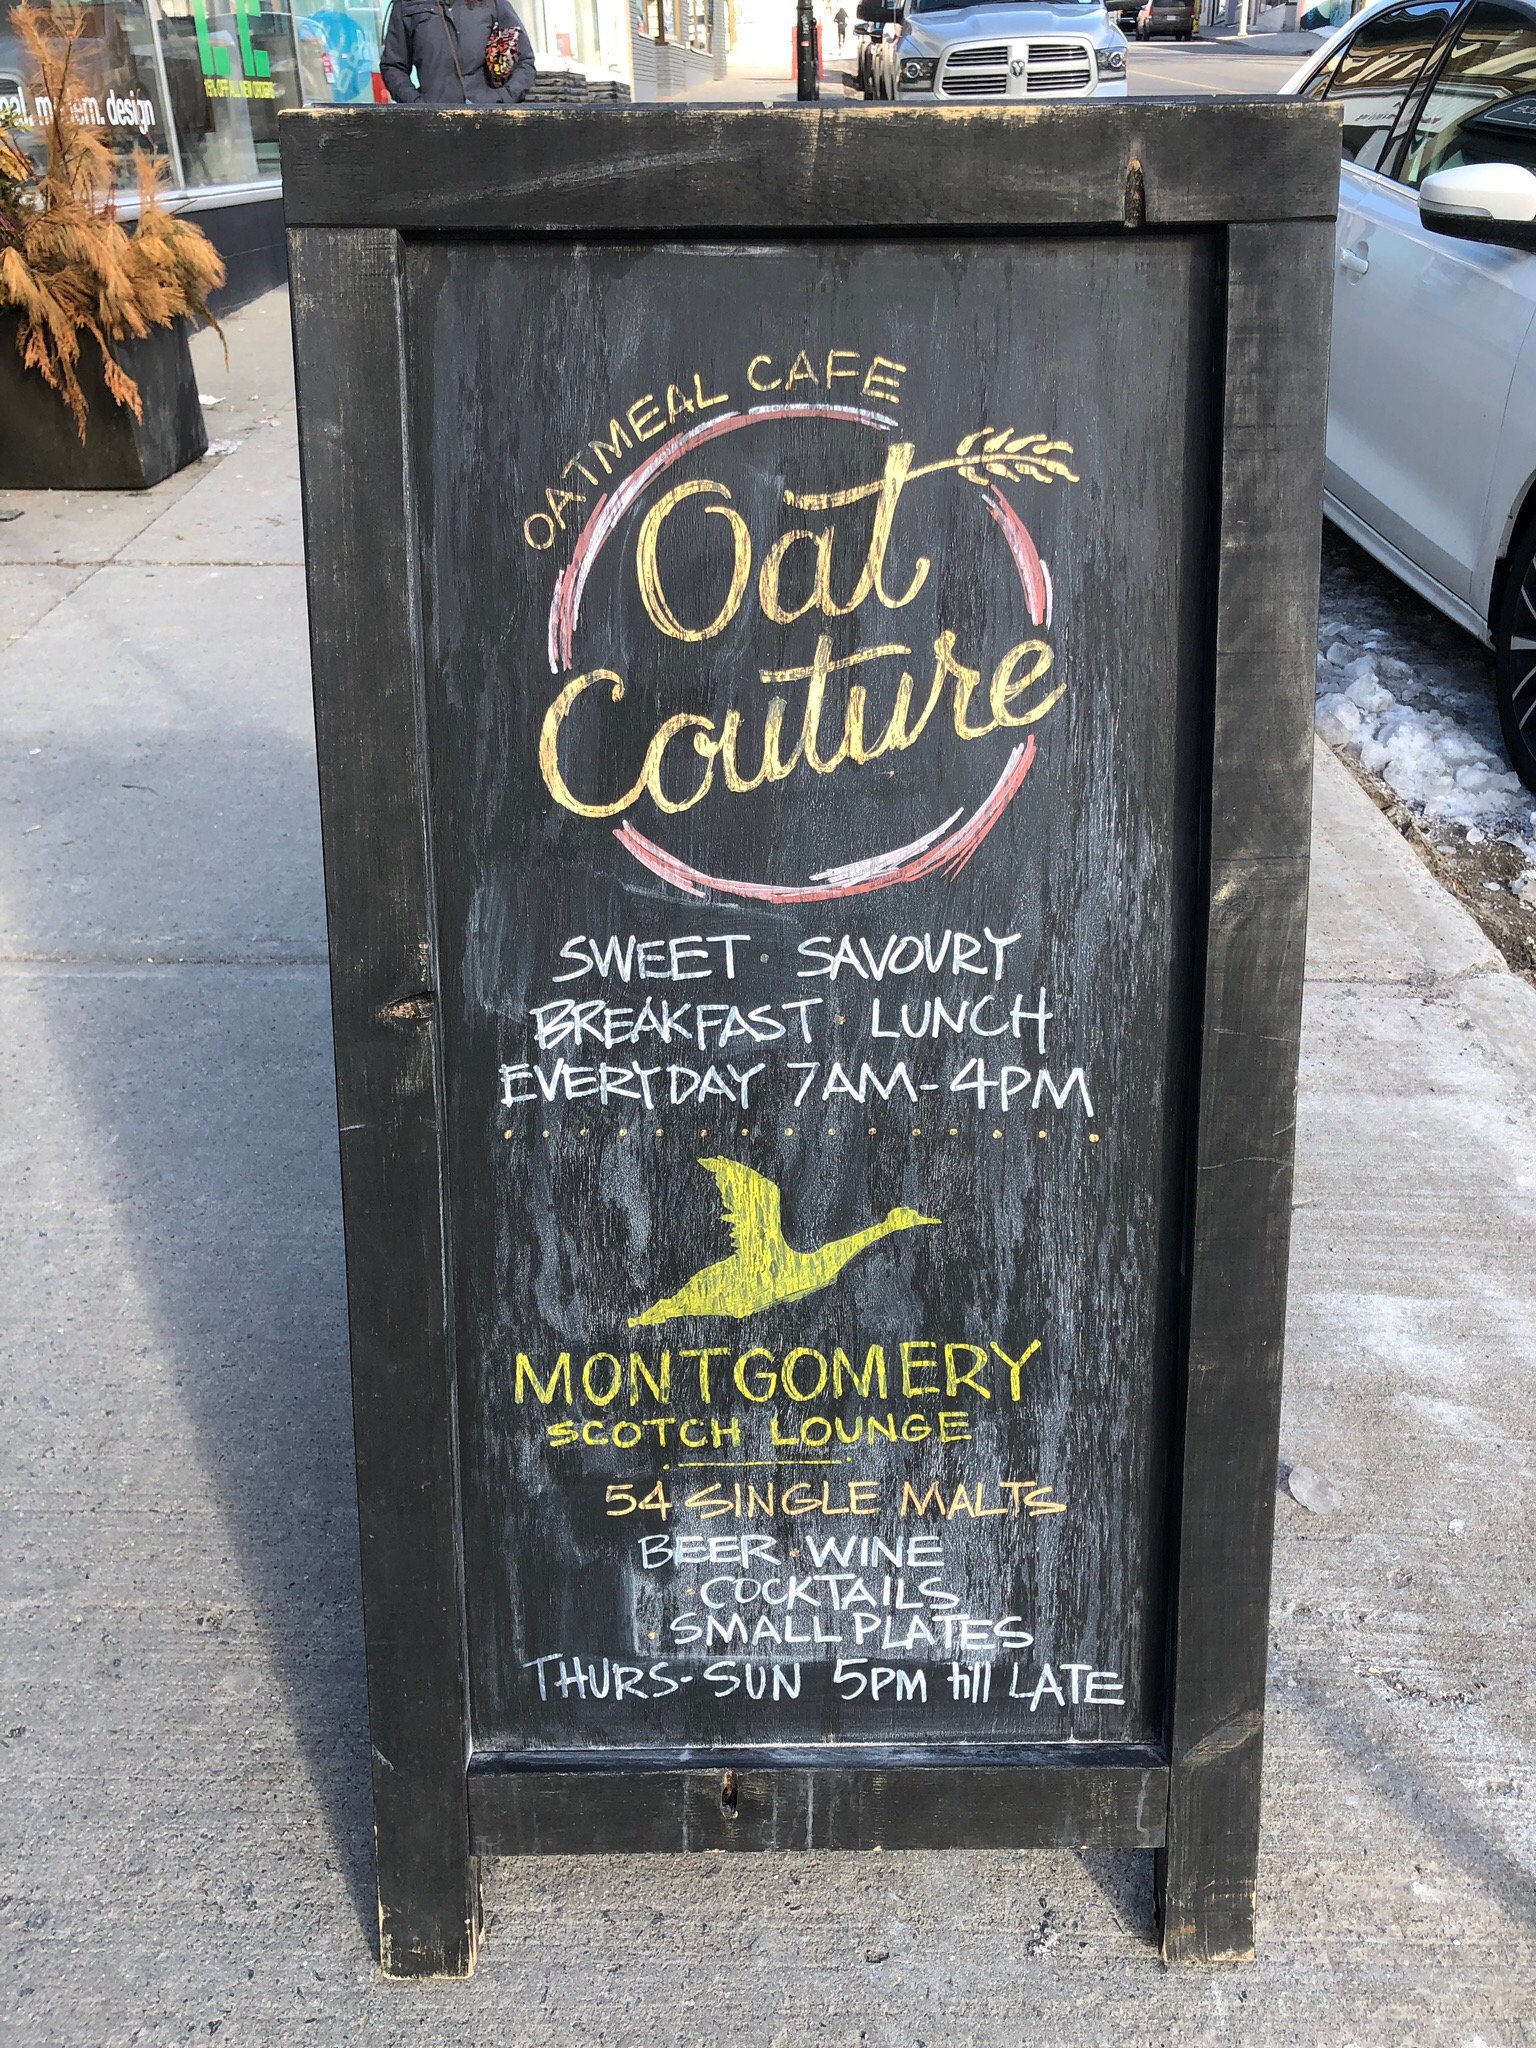 design
OATMEAL CAFE
Oat
Couture
SWEET · SAVOURY
BREAKFAST · LUNCH
EVERYDAY 7AM-4PM
MONTGOMERY
SCOTCH LOUNGE
54 SINGLE MALTS
BEER · WINE
· COCKTAILS
· SMALL PLATES
THURS-SUN 5PM till LATE